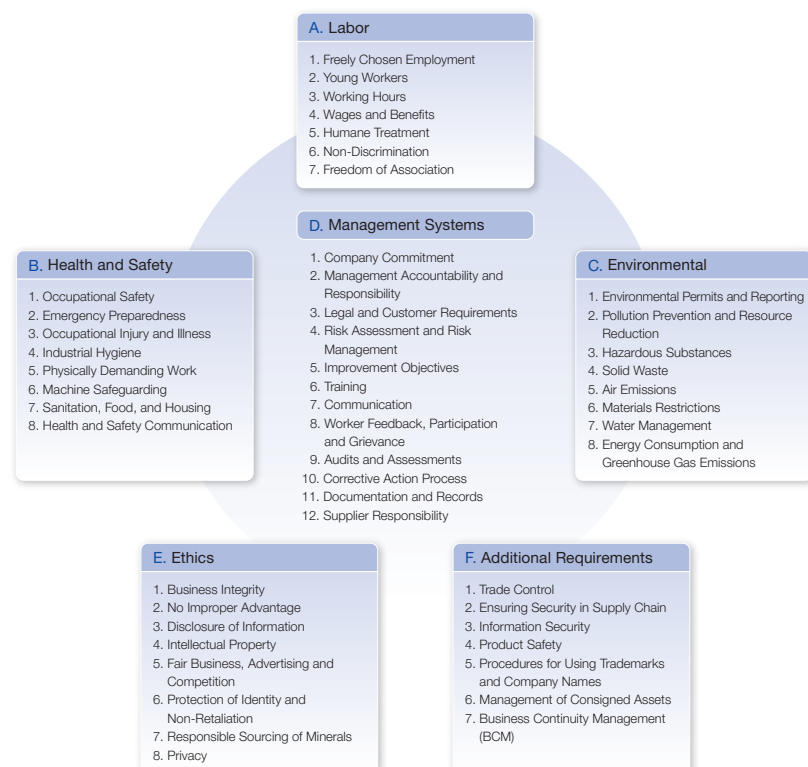 A. Labor
1. Freely Chosen Employment
2. Young Workers
3. Working Hours
4. Wages and Benefits
5. Humane Treatment
6. Non-Discrimination
7. Freedom of Association
D. Management Systems
1. Company Commitment
2. Management Accountability and
Responsibility
3. Legal and Customer Requirements
4. Risk Assessment and Risk
Management
5. Improvement Objectives
6. Training
7. Communication
8. Worker Feedback, Participation
and Grievance
9. Audits and Assessments
10. Corrective Action Process
11. Documentation and Records
12. Supplier Responsibility
B. Health and Safety
1. Occupational Safety
2. Emergency Preparedness
3. Occupational Injury and Illness
4. Industrial Hygiene
5. Physically Demanding Work
6. Machine Safeguarding
7. Sanitation, Food, and Housing
8. Health and Safety Communication
C. Environmental
1. Environmental Permits and Reporting
2. Pollution Prevention and Resource
Reduction
3. Hazardous Substances
4. Solid Waste
5. Air Emissions
6. Materials Restrictions
7. Water Management
8. Energy Consumption and
Greenhouse Gas Emissions
E. Ethics
1. Business Integrity
2. No Improper Advantage
3. Disclosure of Information
4. Intellectual Property
5. Fair Business, Advertising and
Competition
6. Protection of Identity and
Non-Retaliation
7. Responsible Sourcing of Minerals
8. Privacy
F. Additional Requirements
1. Trade Control
2. Ensuring Security in Supply Chain
3. Information Security
4. Product Safety
5. Procedures for Using Trademarks
and Company Names
6. Management of Consigned Assets
7. Business Continuity Management
(BCM)